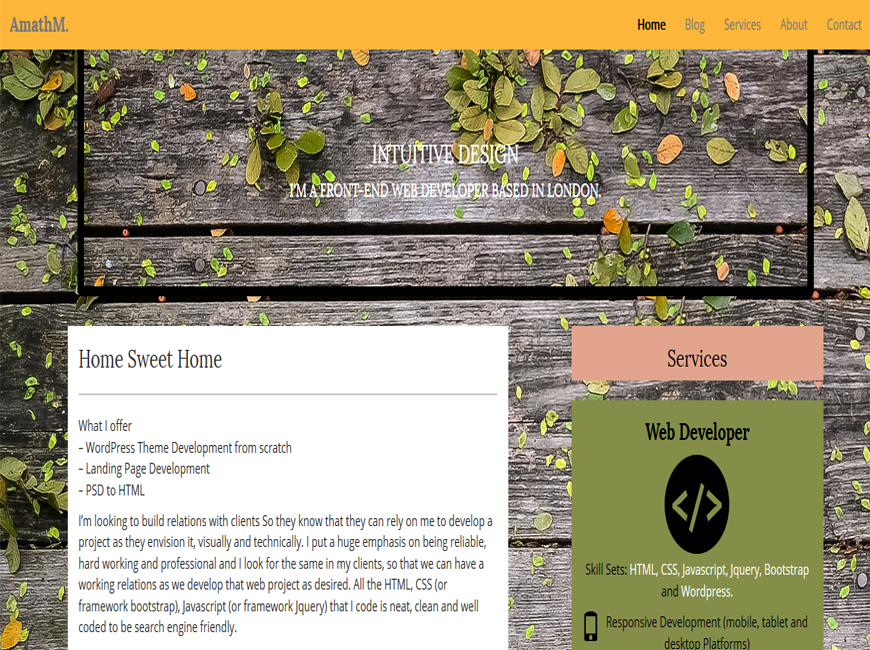 AmathM.
Home Blog Services About Contact
INTUITIVE DESIGN
I'M A FRONT-END WEB DEVELOPER BASED IN LONDON.
Home Sweet Home
What I offer
– WordPress Theme Development from scratch
– Landing Page Development
– PSD to HTML
I'm looking to build relations with clients So they know that they can rely on me to develop a
project as they envision it, visually and technically. I put a huge emphasis on being reliable,
hard working and professional and I look for the same in my clients, so that we can have a
working relations as we develop that web project as desired. All the HTML, CSS (or
framework bootstrap), Javascript (or framework Jquery) that I code is neat, clean and well
coded to be search engine friendly.
Services
Web Developer
</>
Skill Sets: HTML, CSS, Javascript, Jquery, Bootstrap
and Wordpress.
Responsive Development (mobile, tablet and
desktop Platforms)